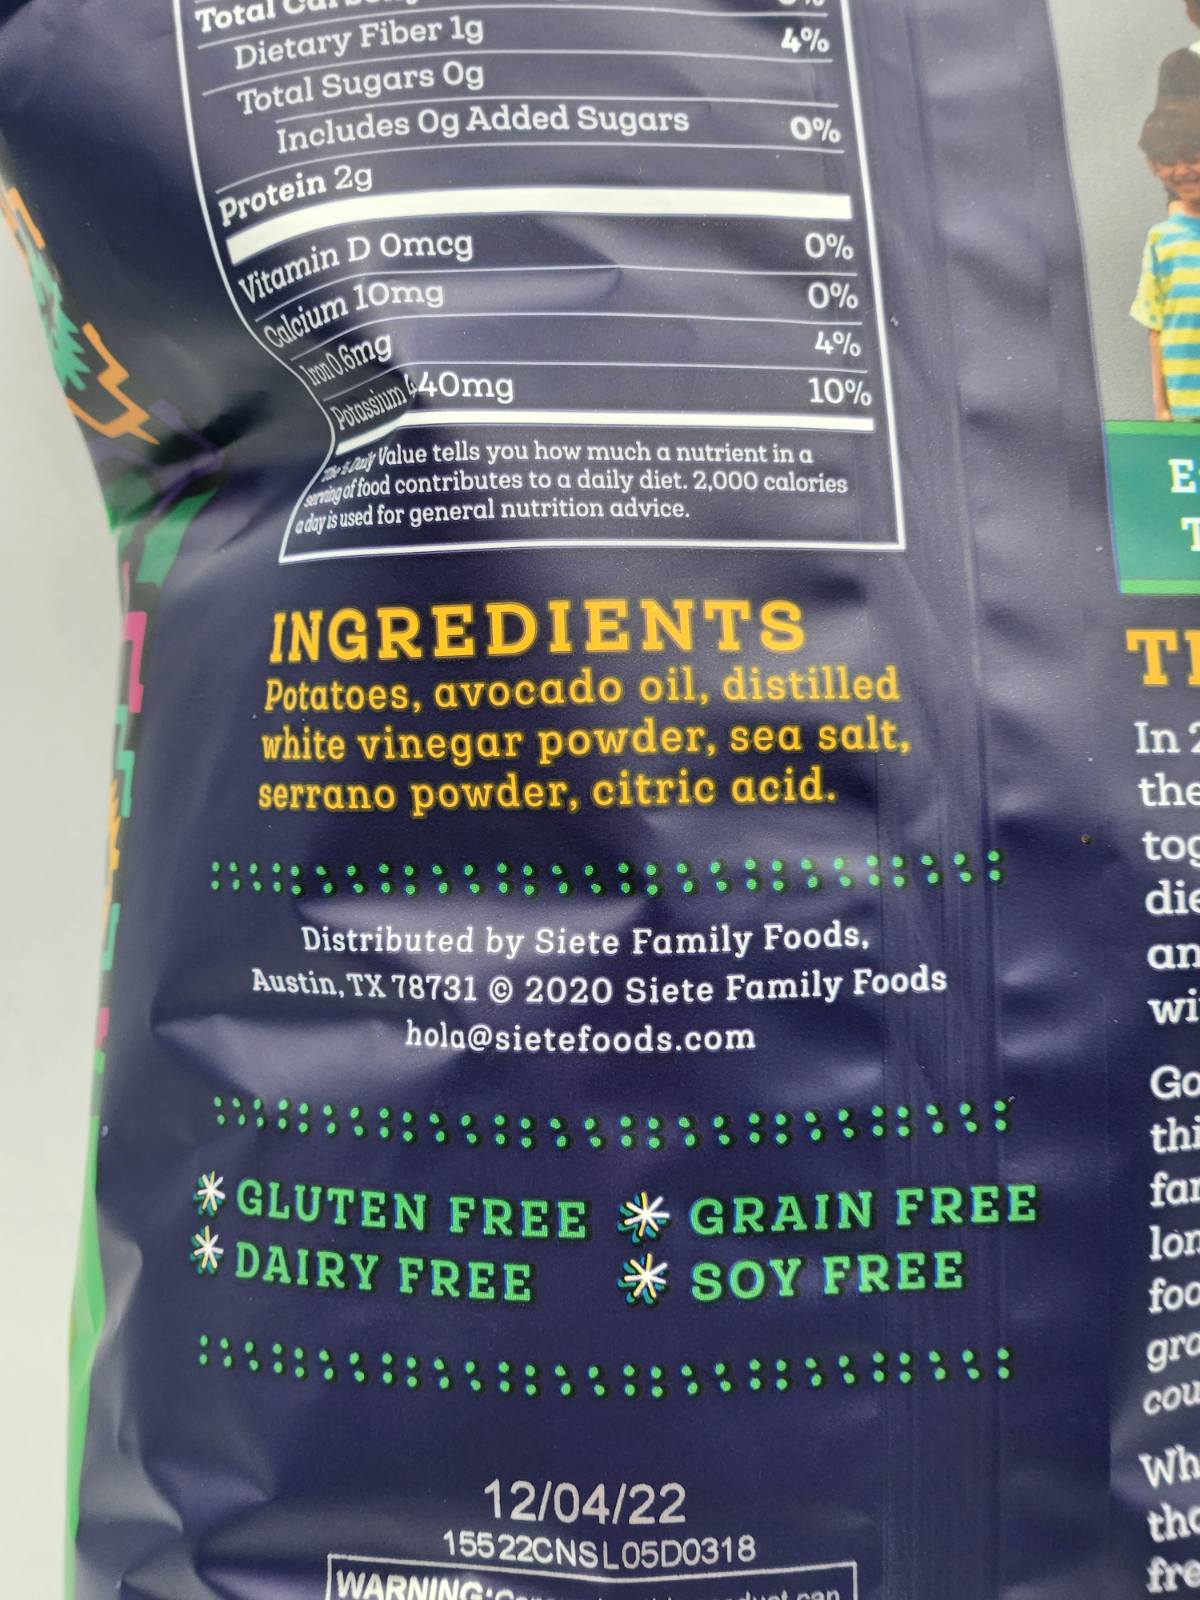 Total
Dietary Fiber 1g 4%
Total Sugars 0g
Includes 0g Added Sugars 0%
Protein 2g
Vitamin D 0mcg 0%
Calcium 10mg 0%
Iron 0.6mg 4%
Potassium 440mg 10%
The % Daily Value tells you how much a nutrient in a
serving of food contributes to a daily diet. 2,000 calories
a day is used for general nutrition advice.
INGREDIENTS
Potatoes, avocado oil, distilled
white vinegar powder, sea salt,
serrano powder, citric acid.
Distributed by Siete Family Foods,
Austin, TX 78731 © 2020 Siete Family Foods
hola@sietefoods.com
GLUTEN FREE GRAIN FREE
DAIRY FREE SOY FREE
12/04/22
15522CNSL05D0318
WARNING:
In
the